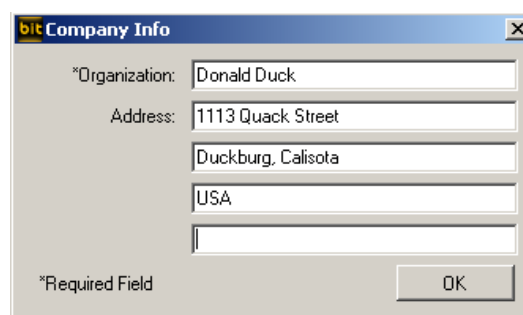 bit Company Info
*Organization: Donald Duck
Address: 1113 Quack Street
Duckburg, Calisota
USA
*Required Field OK